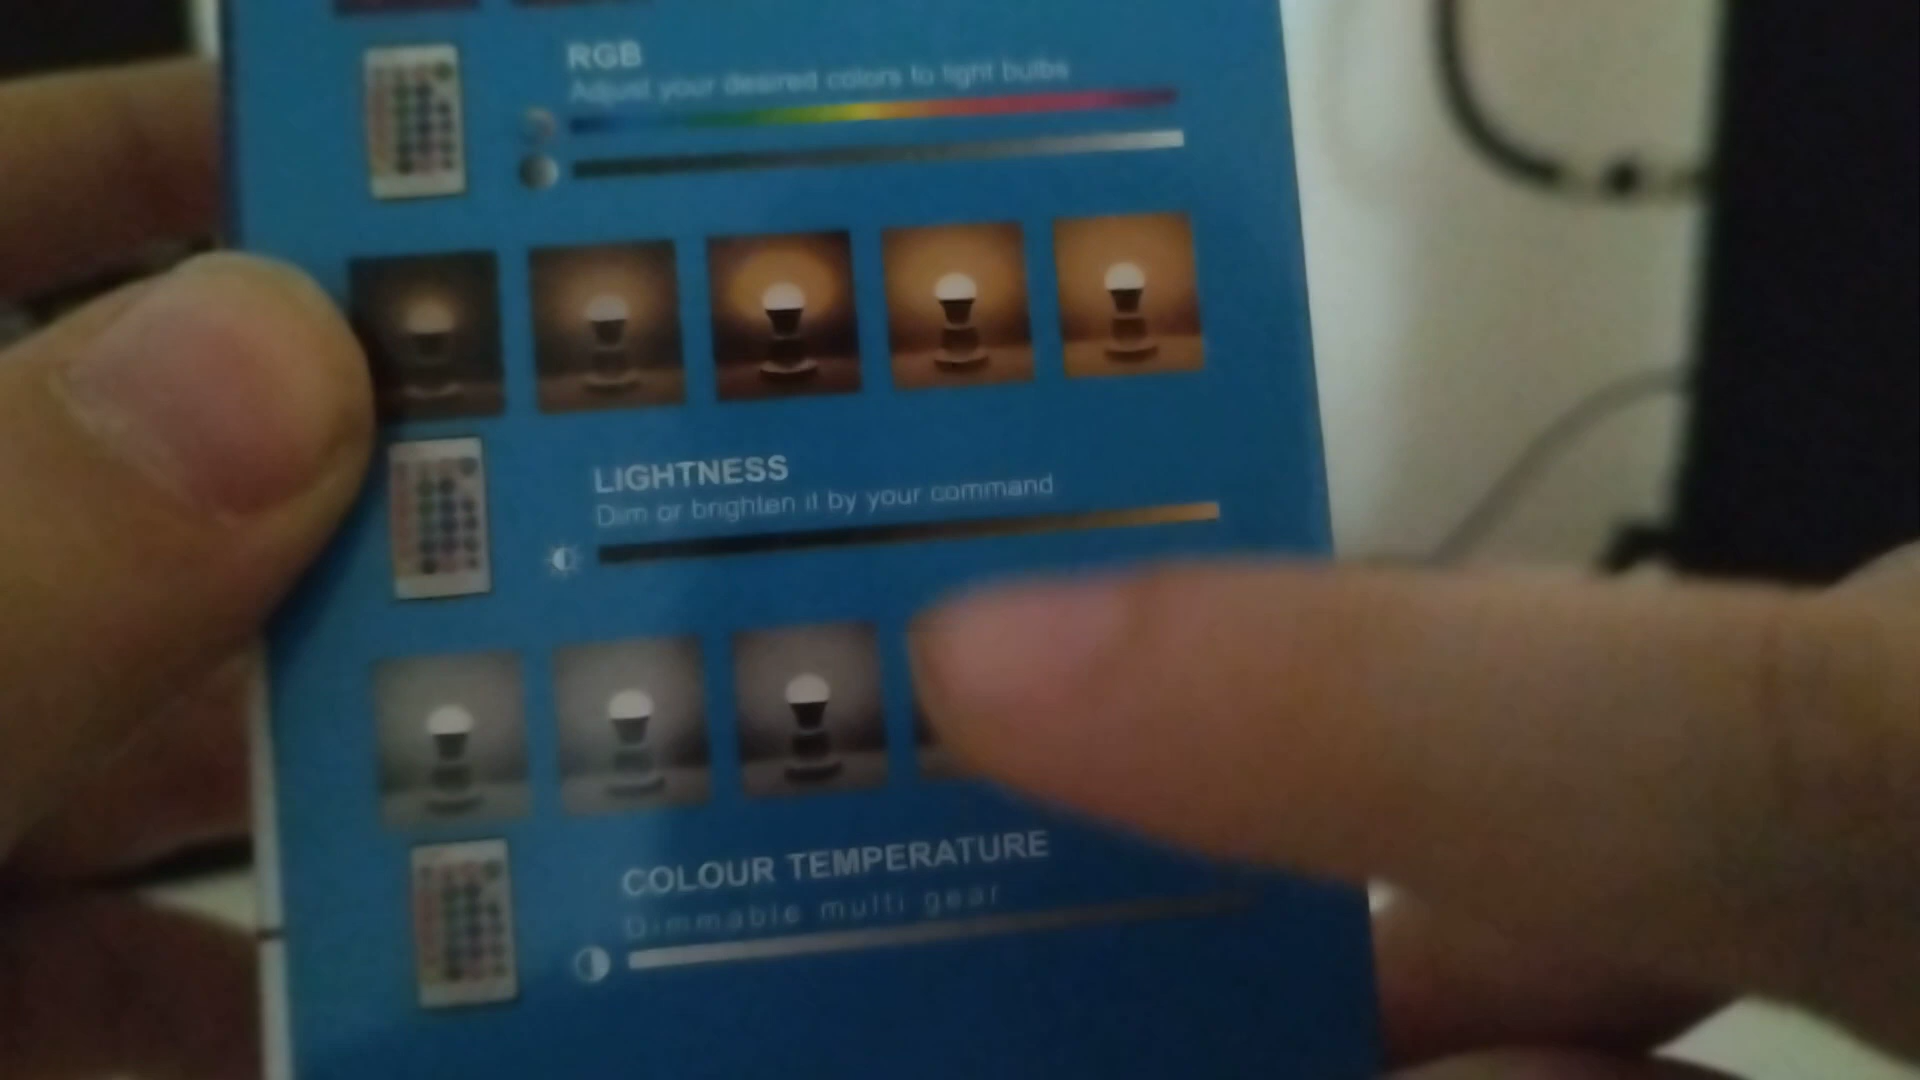 RGB
Adjust your desired colors to light bulbs
LIGHTNESS
Dim or brighten it by your command
COLOUR TEMPERATURE
Dimmable multi gear